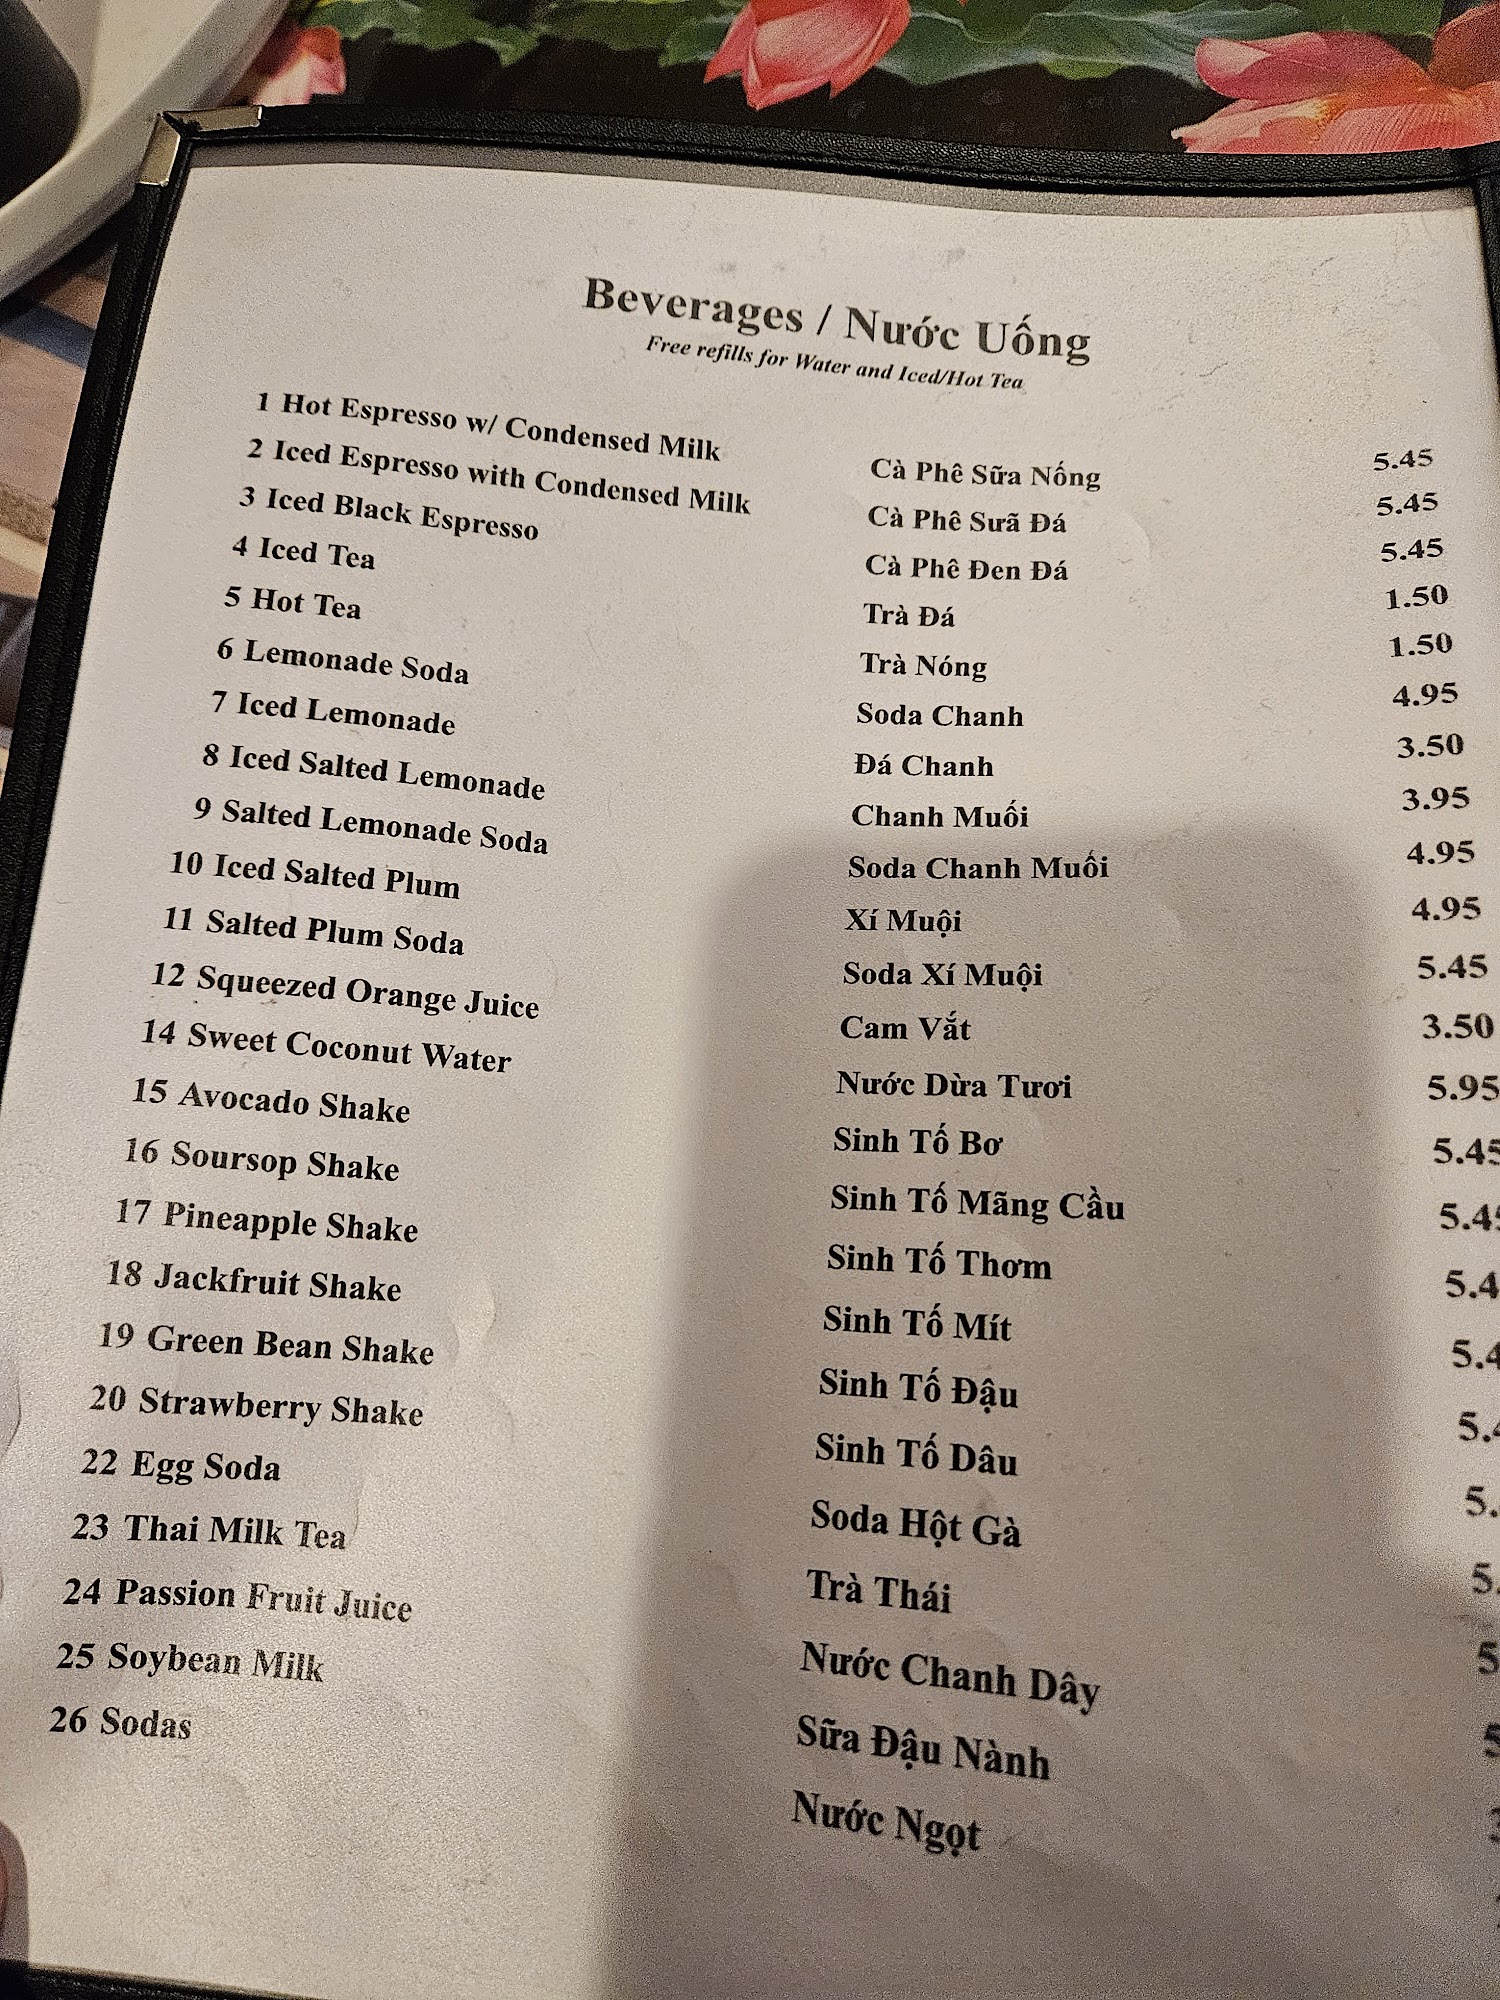 Beverages / Nước Uống
Free refills for Water and Iced/Hot Tea
1 Hot Espresso w/ Condensed Milk Cà Phê Sữa Nống 5.45
2 Iced Espresso with Condensed Milk Cà Phê Sưã Đá 5.45
3 Iced Black Espresso Cà Phê Đen Đá 5.45
4 Iced Tea Trà Đá 1.50
5 Hot Tea Trà Nóng 1.50
6 Lemonade Soda Soda Chanh 4.95
7 Iced Lemonade Đá Chanh 3.50
8 Iced Salted Lemonade Chanh Muối 3.95
9 Salted Lemonade Soda Soda Chanh Muối 4.95
10 Iced Salted Plum Xí Muội 4.95
11 Salted Plum Soda Soda Xí Muội 5.45
12 Squeezed Orange Juice Cam Vắt 3.50
14 Sweet Coconut Water Nước Dừa Tươi 5.95
15 Avocado Shake Sinh Tố Bơ 5.45
16 Soursop Shake Sinh Tố Mãng Cầu 5.45
17 Pineapple Shake Sinh Tố Thơm
18 Jackfruit Shake Sinh Tố Mít
19 Green Bean Shake Sinh Tố Đậu
20 Strawberry Shake Sinh Tố Dâu
22 Egg Soda Soda Hột Gà
23 Thai Milk Tea Trà Thái
24 Passion Fruit Juice Nước Chanh Dây
25 Soybean Milk Sữa Đậu Nành
26 Sodas Nước Ngọt